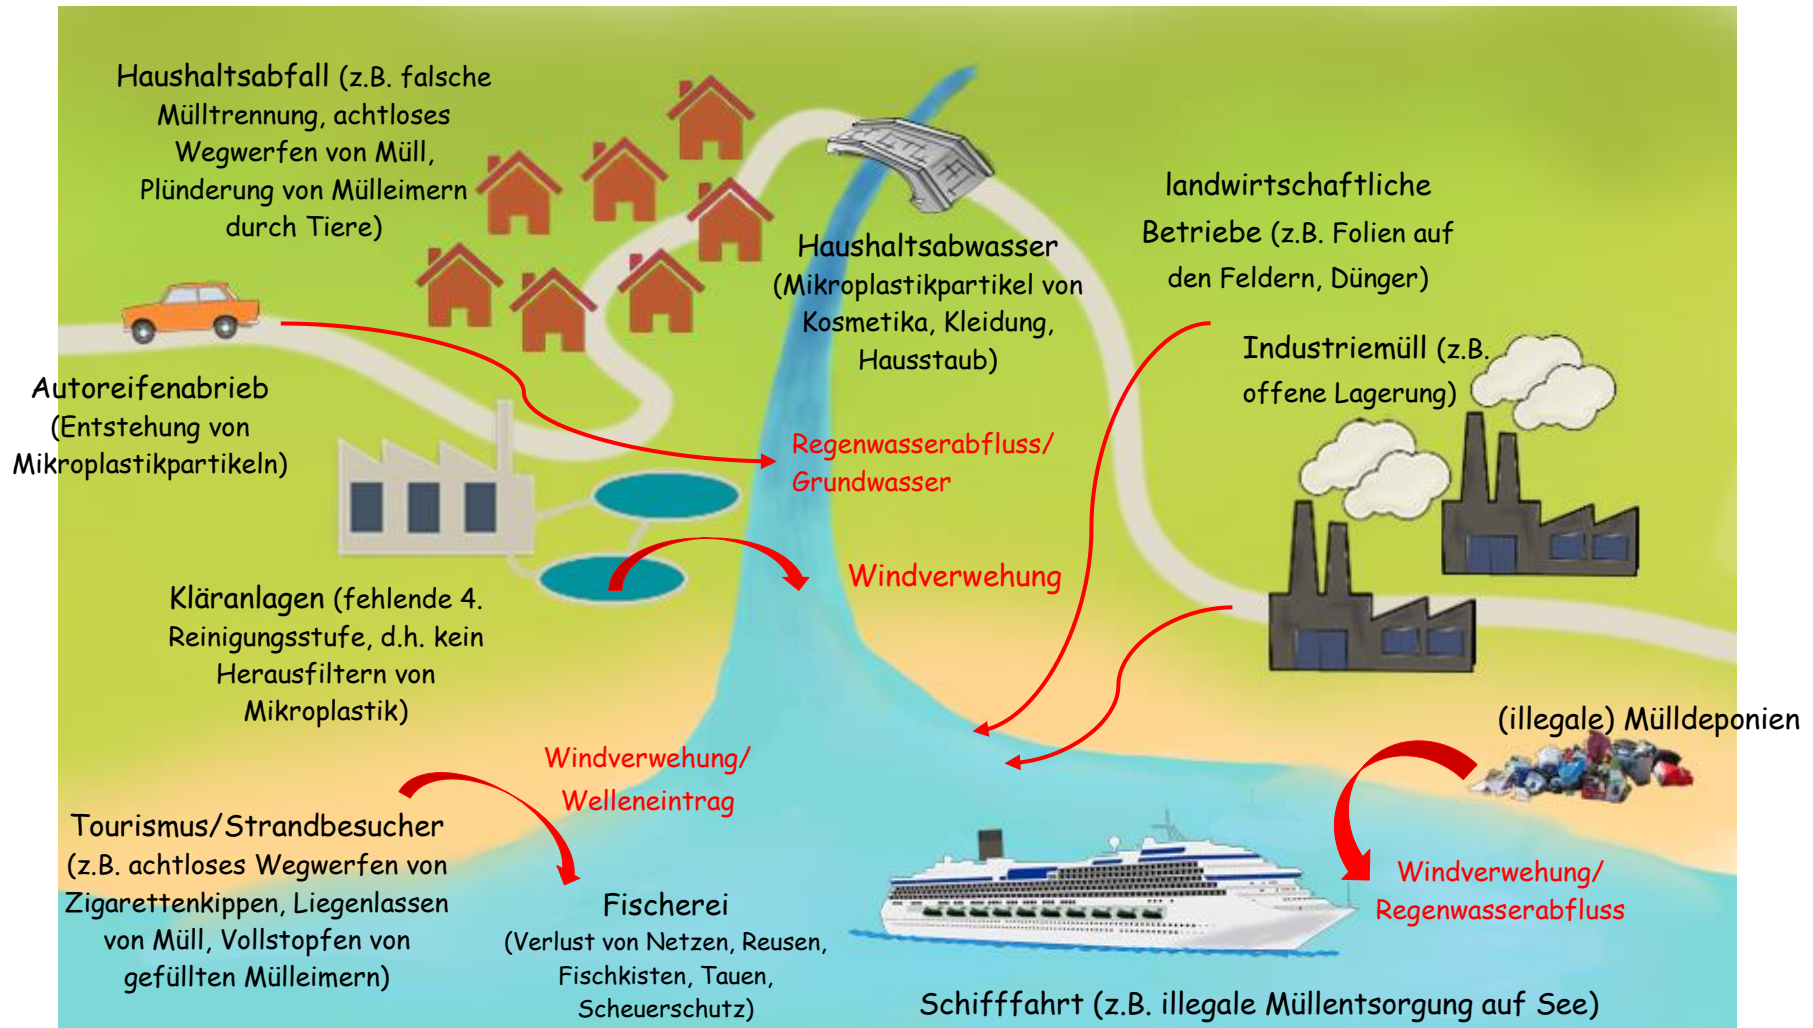 Haushaltsabfall (z.B. falsche
Mülltrennung, achtloses
Wegwerfen von Müll,
Plünderung von Mülleimern
durch Tiere)
landwirtschaftliche
Betriebe (z.B. Folien auf
den Feldern, Dünger)
Haushaltsabwasser
(Mikroplastikpartikel von
Kosmetika, Kleidung,
Hausstaub)
Industriemüll (z.B.
offene Lagerung)
Autoreifenabrieb
(Entstehung von
Mikroplastikpartikeln)
Regenwasserabfluss/
Grundwasser
Windverwehung
Kläranlagen (fehlende 4.
Reinigungsstufe, d.h. kein
Herausfiltern von
Mikroplastik)
(illegale) Mülldeponien
Windverwehung/
Welleneintrag
Tourismus/Strandbesucher
(z.B. achtloses Wegwerfen von
Zigarettenkippen, Liegenlassen
von Müll, Vollstopfen von
gefüllten Mülleimern)
Fischerei
(Verlust von Netzen, Reusen,
Fischkisten, Tauen,
Scheuerschutz)
Windverwehung/
Regenwasserabfluss
Schifffahrt (z.B. illegale Müllentsorgung auf See)